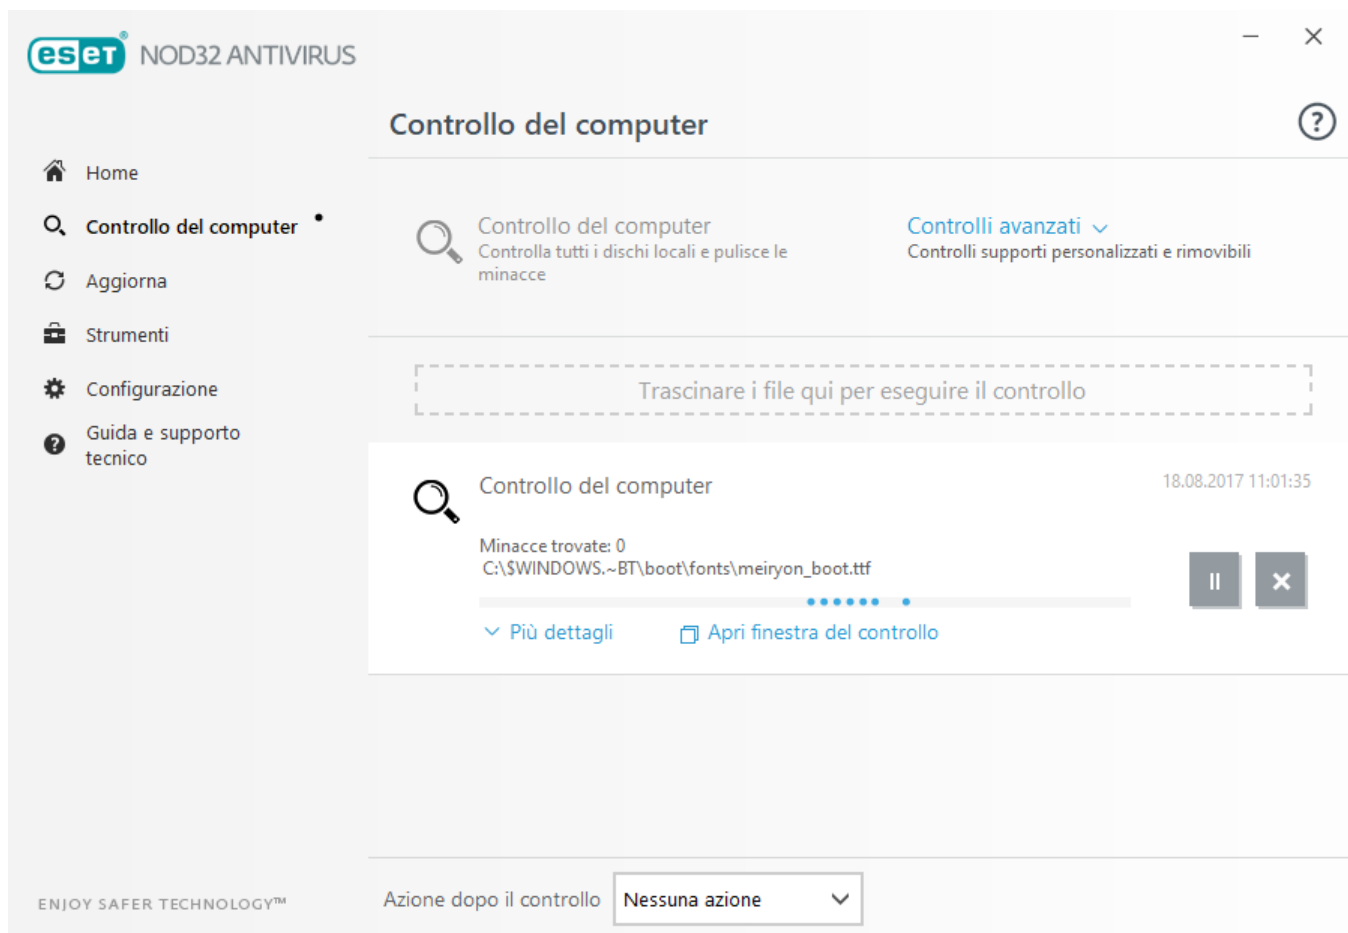 eset® NOD32 ANTIVIRUS
Controllo del computer
?
Home
Controllo del computer
Aggiorna
Strumenti
Configurazione
Guida e supporto
tecnico
Controllo del computer
Controlla tutti i dischi locali e pulisce le
minacce
Controlli avanzati
Controlli supporti personalizzati e rimovibili
Trascinare i file qui per eseguire il controllo
Controllo del computer
18.08.2017 11:01:35
Minacce trovate: 0
C:\$WINDOWS.~BT\boot\fonts\meiryon_boot.ttf
Più dettagli
Apri finestra del controllo
ENJOY SAFER TECHNOLOGY™
Azione dopo il controllo
Nessuna azione